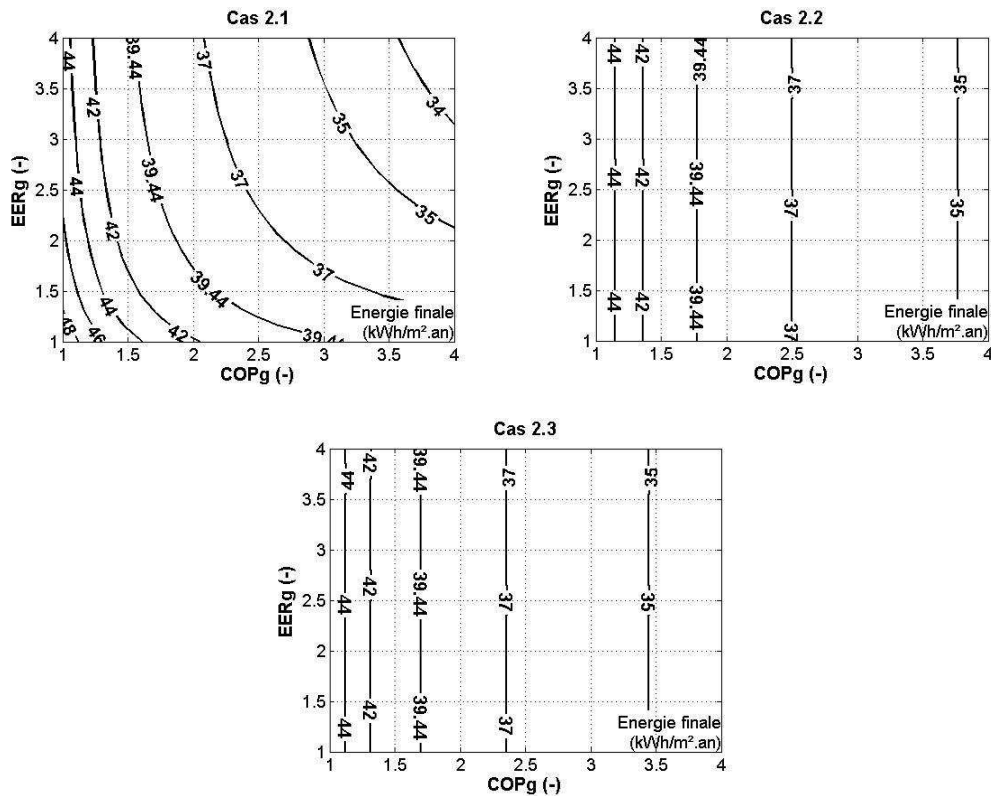 Cas 2.1
4
3.5
3
2.5
2
1.5
1
EERg (-)
44
44
44
42
42
42
39.44
39.44
39.44
39.44
37
37
37
35
35
34
46
48
Energie finale
(kWh/m².an)
1 1.5 2 2.5 3 3.5 4
COPg (-)
Cas 2.2
4
3.5
3
2.5
2
1.5
1
EERg (-)
44 42 39.44 37 35
44 42 39.44
37 35
44 42 39.44
37
Energie finale
(kWh/m².an)
1 1.5 2 2.5 3 3.5 4
COPg (-)
Cas 2.3
4
3.5
3
2.5
2
1.5
1
EERg (-)
44 42 39.44 37 35
44 42 39.44 37 35
44 42 39.44 37
Energie finale
(kWh/m².an)
1 1.5 2 2.5 3 3.5 4
COPg (-)